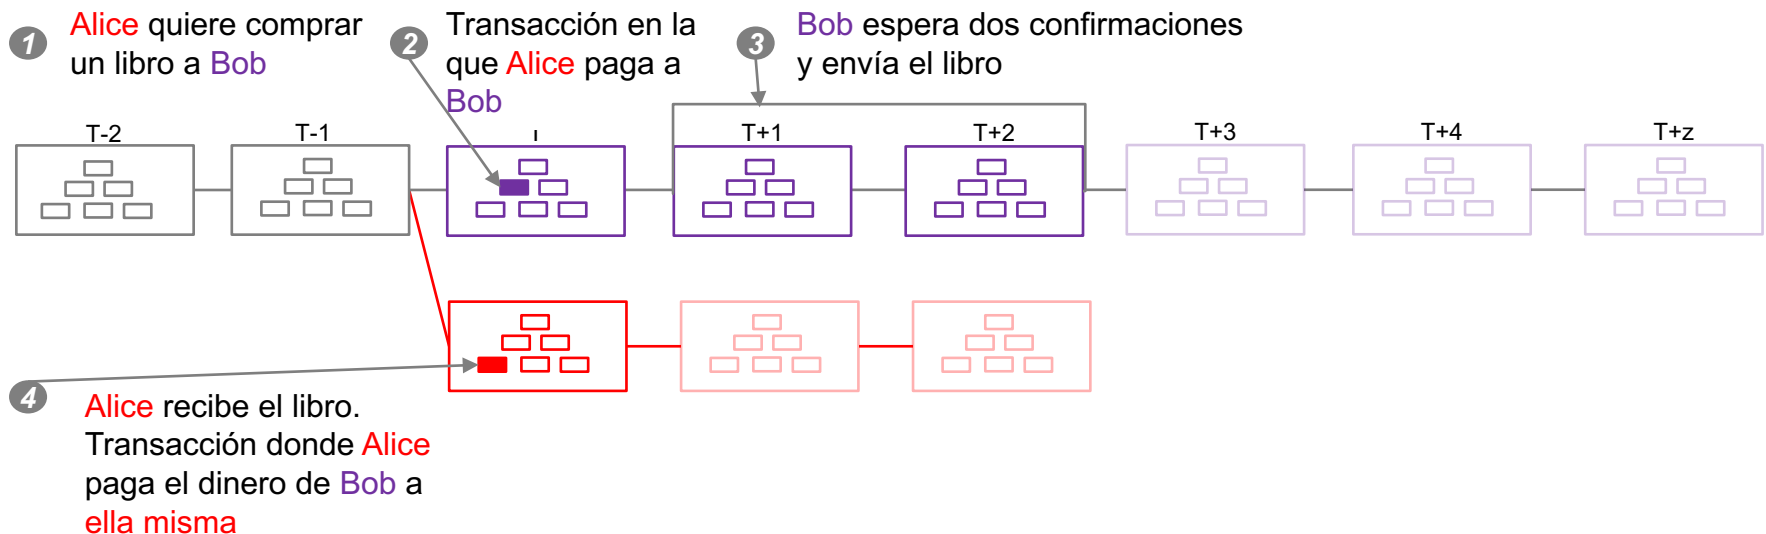 1
Alice quiere comprar
un libro a Bob
2
Transacción en la
que Alice paga a
Bob
3
Bob espera dos confirmaciones
y envía el libro
T-2
T-1
T+1
T+2
T+3
T+4
T+z
4
Alice recibe el libro.
Transacción donde Alice
paga el dinero de Bob a
ella misma